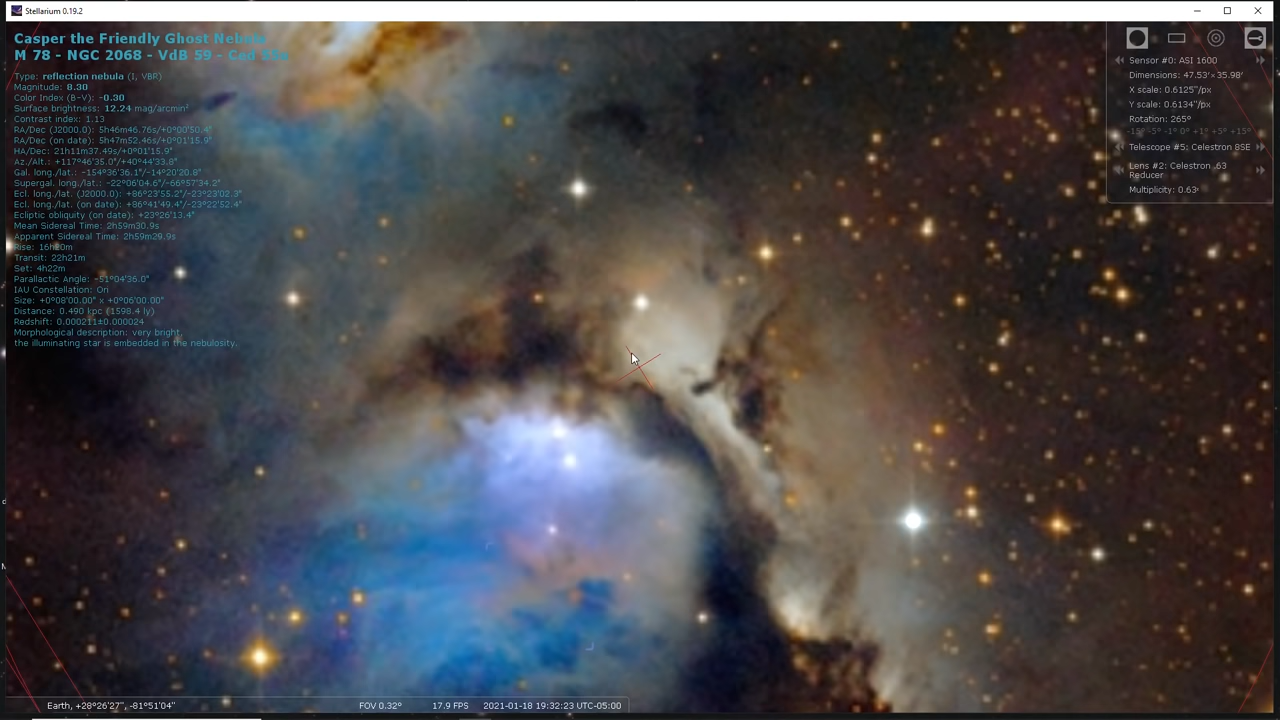 Stellarium 0.19.2
Casper the Friendly Ghost Nebula
M 78 - NGC 2068 - VdB 59 - Ced 55u
Type: reflection nebula (I, VBR)
Magnitude: 8.30
Color Index (B-V): -0.30
Surface brightness: 12.24 mag/arcmin²
Contrast index: 1.13
RA/Dec (J2000.0): 5h46m46.76s/+0°00'50.4"
RA/Dec (on date): 5h47m52.46s/+0°01'15.9"
HA/Dec: 21h11m37.49s/+0°01'15.9"
Az./Alt.: +117°46'35.0"/+40°44'33.8"
Gal. long./lat.: -154°36'36.1"/-14°20'20.8"
Supergal. long./lat.: -22°06'04.6"/-66°57'34.2"
Ecl. long./lat. (J2000.0): +86°23'55.2"/-23°23'02.3"
Ecl. long./lat. (on date): +86°41'49.4"/-23°22'52.4"
Ecliptic obliquity (on date): +23°26'13.4"
Mean Sidereal Time: 2h59m30.9s
Apparent Sidereal Time: 2h59m29.9s
Rise: 16h20m
Transit: 22h21m
Set: 4h22m
Parallactic Angle: -51°04'36.0"
IAU Constellation: Ori
Size: +0°08'00.00" x +0°06'00.00"
Distance: 0.490 kpc (1598.4 ly)
Redshift: 0.000211±0.000024
Morphological description: very bright,
the illuminating star is embedded in the nebulosity.
Sensor #0: ASI 1600
Dimensions: 47.53'×35.98'
X scale: 0.6125"/px
Y scale: 0.6134"/px
Rotation: 265°
-15° -5° -1° 0° +1° +5° +15°
Telescope #5: Celestron 8SE
Lens #2: Celestron .63
Reducer
Multiplicity: 0.63
Earth, +28°26'27", -81°51'04" FOV 0.32° 17.9 FPS 2021-01-18 19:32:23 UTC-05:00